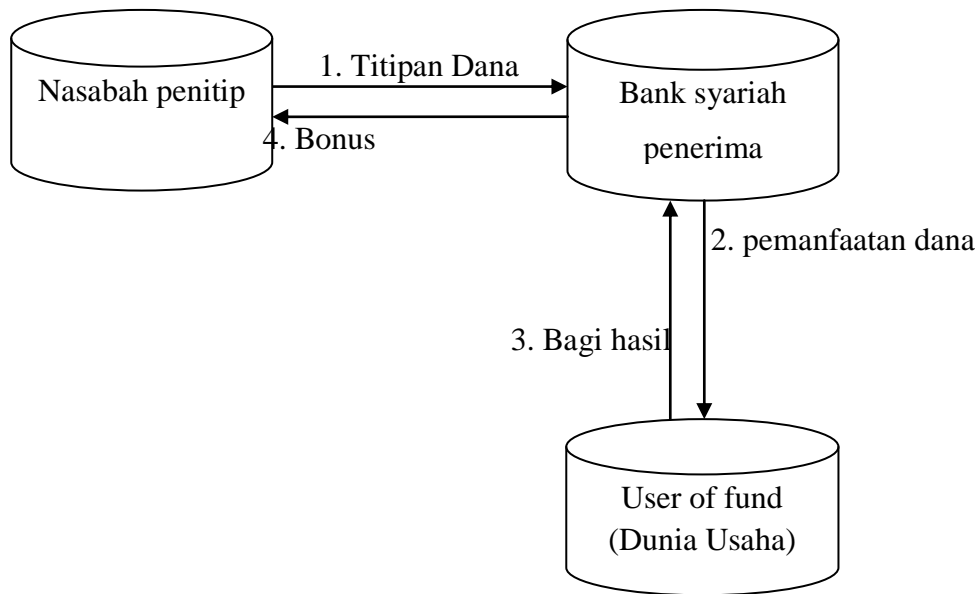 Nasabah penitip
1. Titipan Dana
4. Bonus
Bank syariah
penerima
2. pemanfaatan dana
3. Bagi hasil
User of fund
(Dunia Usaha)